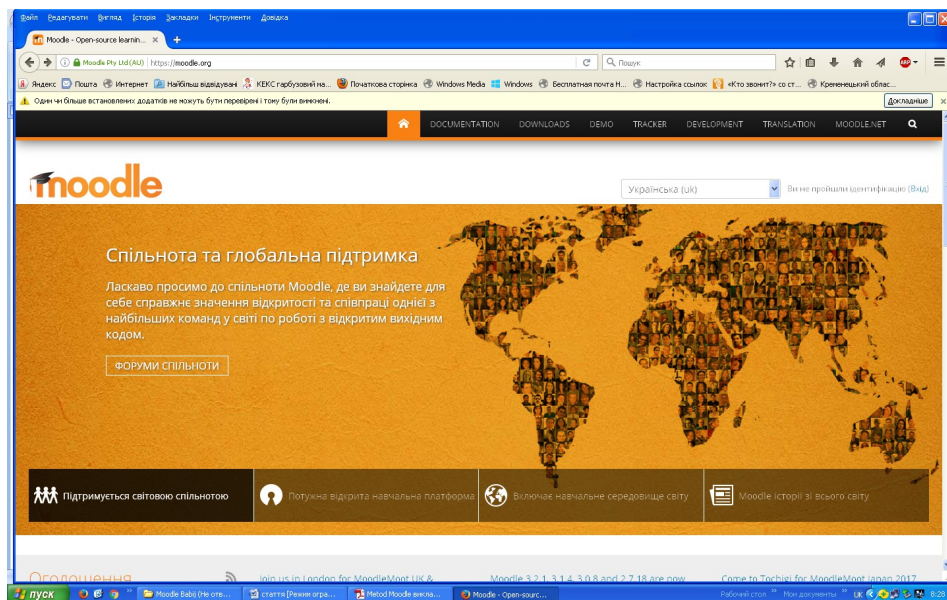 Файл Редагувати Вигляд Історія Закладки Інструменти Довідка
Moodle - Open-source learnin... × +
Moodle Pty Ltd (AU) https://moodle.org
Пошук
ABP
Яндекс Пошта Интернет Найбільш відвідувані КЕКС гарбузовий на... Початкова сторінка Windows Media Windows Бесплатная почта H... Настройка ссылок «Кто звонит?» со ст... Кременецький облас...
Один чи більше встановлених додатків не можуть бути перевірені і тому були вимкнені.
Докладніше
DOCUMENTATION DOWNLOADS DEMO TRACKER DEVELOPMENT TRANSLATION MOODLE.NET
moodle
Українська (uk)
Ви не пройшли ідентифікацію (Вхід)
Спільнота та глобальна підтримка
Ласкаво просимо до спільноти Moodle, де ви знайдете для
себе справжнє значення відкритості та співпраці однієї з
найбільших команд у світі по роботі з відкритим вихідним
кодом.
ФОРУМИ СПІЛЬНОТИ
Підтримується світовою спільнотою
Потужна відкрита навчальна платформа
Включає навчальне середовище світу
Moodle історії зі всього світу
Оголошення
Join us in London for MoodleMoot UK &
Moodle 3.2.1, 3.1.4, 3.0.8 and 2.7.18 are now
Come to Tochigi for MoodleMoot Japan 2017
пуск
Moodle Babij (Не отв...
стаття [Режим огра...
Metod Moodle викла...
Moodle - Open-sourc...
Рабочий стол
Мои документы
UK
8:28